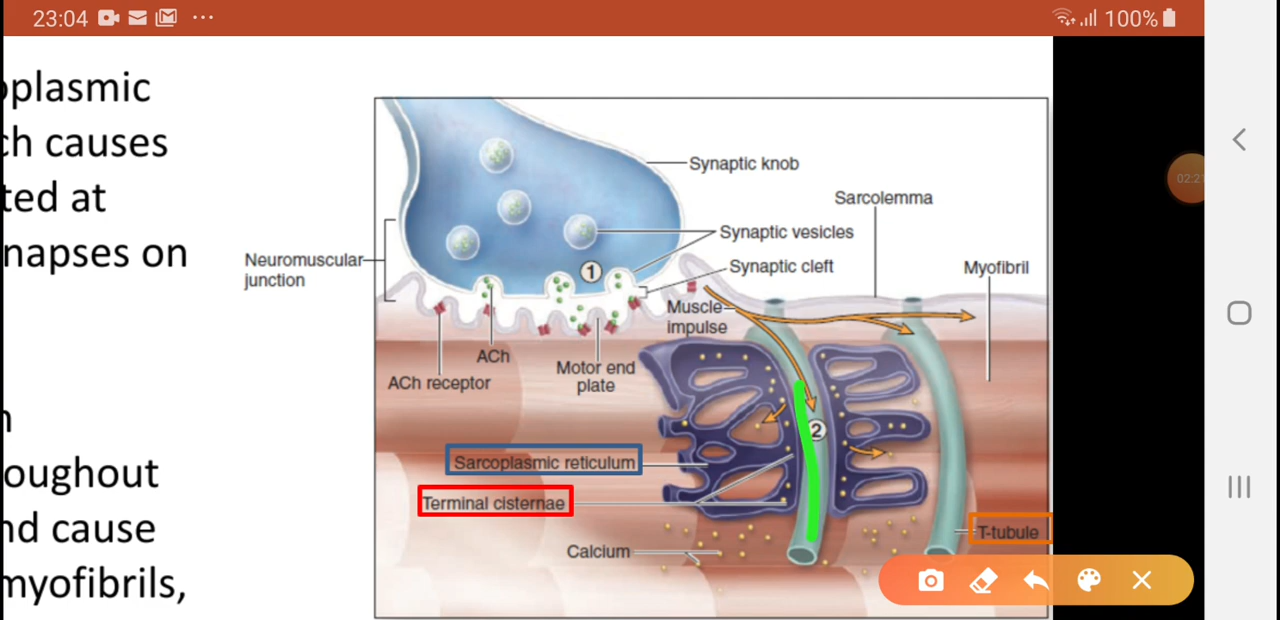 23:04 ... 100%
oplasmic
ch causes
ted at
napses on
n
oughout
nd cause
myofibrils,
Synaptic knob
Sarcolemma
Synaptic vesicles
Neuromuscular
junction
1
Synaptic cleft
Myofibril
Muscle
impulse
ACh
Motor end
plate
ACh receptor
2
Sarcoplasmic reticulum
Terminal cisternae
T-tubule
Calcium
02:21